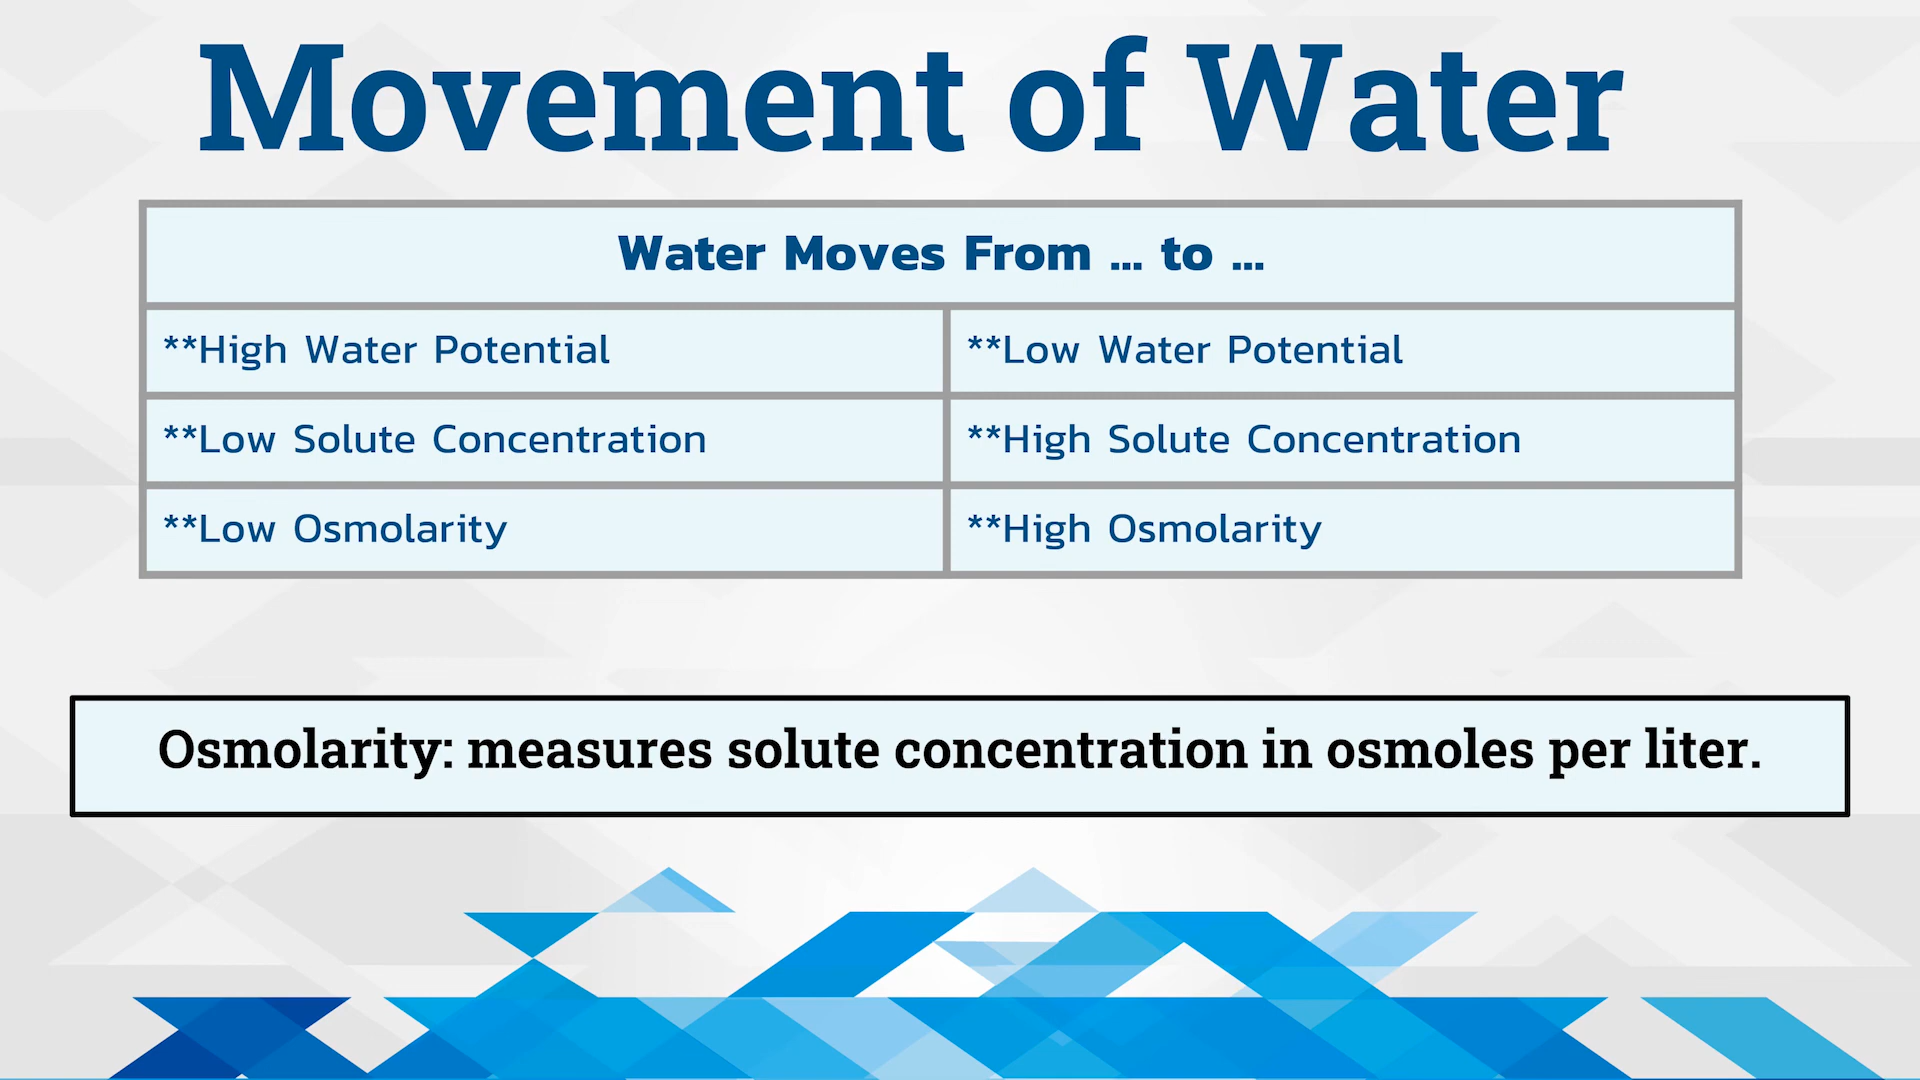 Movement of Water
Water Moves From ... to ...
**High Water Potential
**Low Water Potential
**Low Solute Concentration
**High Solute Concentration
**Low Osmolarity
**High Osmolarity
Osmolarity: measures solute concentration in osmoles per liter.